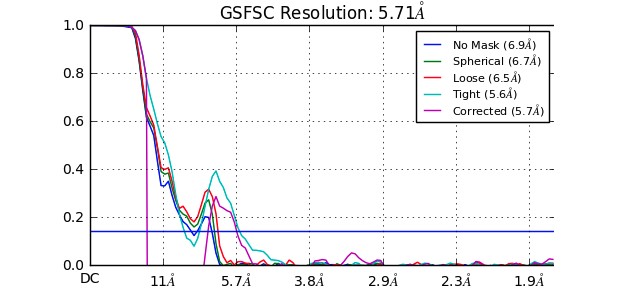 GSFSC Resolution: 5.71Å
1.0
0.8
0.6
0.4
0.2
0.0
No Mask (6.9Å)
Spherical (6.7Å)
Loose (6.5Å)
Tight (5.6Å)
Corrected (5.7Å)
DC 11Å 5.7Å 3.8Å 2.9Å 2.3Å 1.9Å